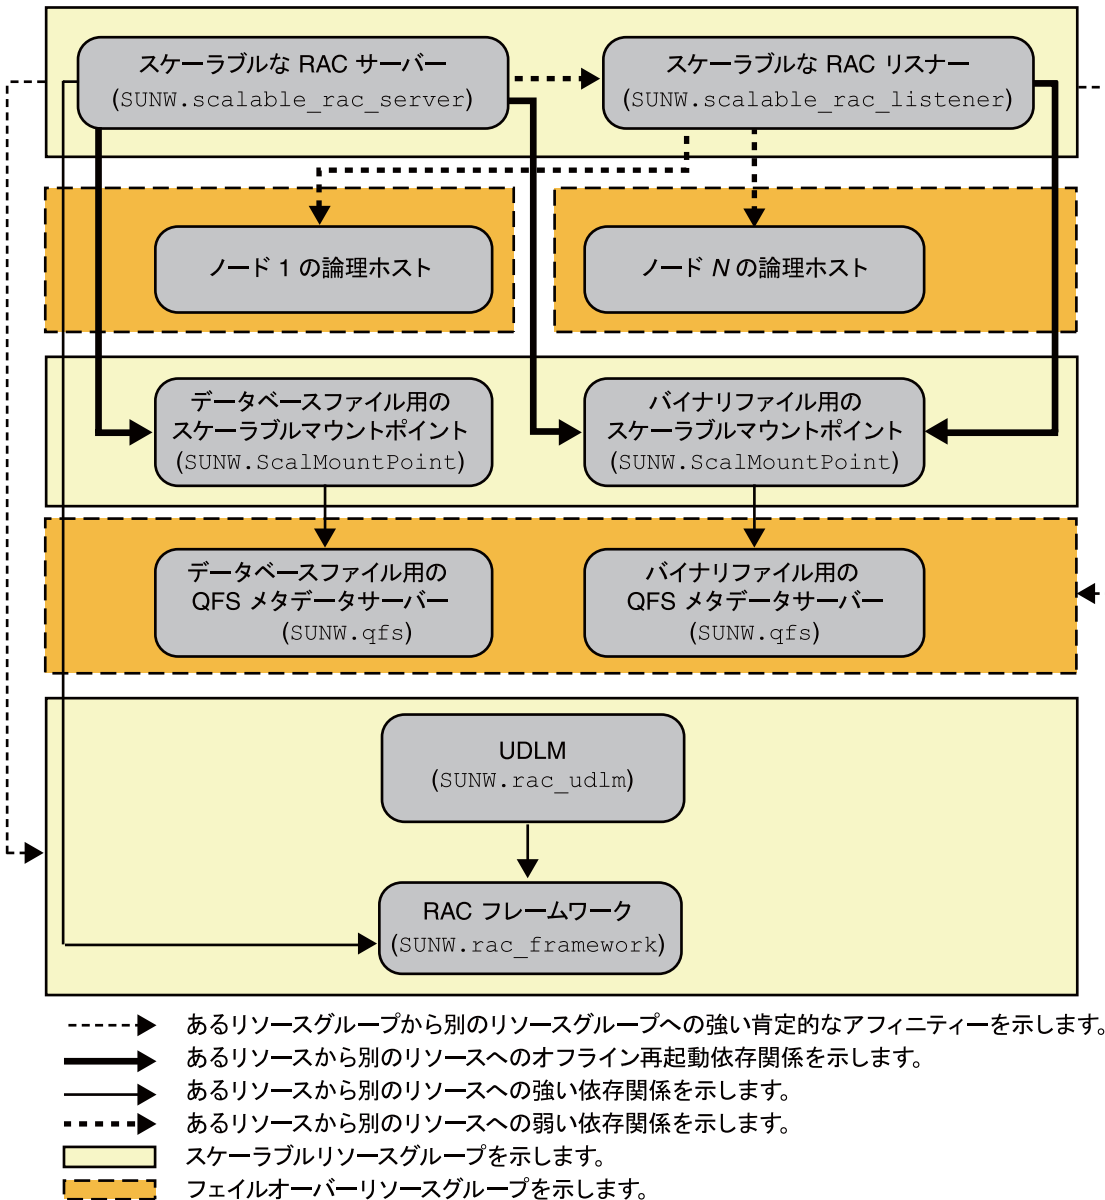 スケーラブルな RAC サーバー
(SUNW.scalable_rac_server)
スケーラブルな RAC リスナー
(SUNW.scalable_rac_listener)
ノード 1 の論理ホスト
ノード N の論理ホスト
データベースファイル用の
スケーラブルマウントポイント
(SUNW.ScalMountPoint)
バイナリファイル用の
スケーラブルマウントポイント
(SUNW.ScalMountPoint)
データベースファイル用の
QFS メタデータサーバー
(SUNW.qfs)
バイナリファイル用の
QFS メタデータサーバー
(SUNW.qfs)
UDLM
(SUNW.rac_udlm)
RAC フレームワーク
(SUNW.rac_framework)
あるリソースグループから別のリソースグループへの強い肯定的なアフィニティーを示します。
あるリソースから別のリソースへのオフライン再起動依存関係を示します。
あるリソースから別のリソースへの強い依存関係を示します。
あるリソースから別のリソースへの弱い依存関係を示します。
スケーラブルリソースグループを示します。
フェイルオーバーリソースグループを示します。